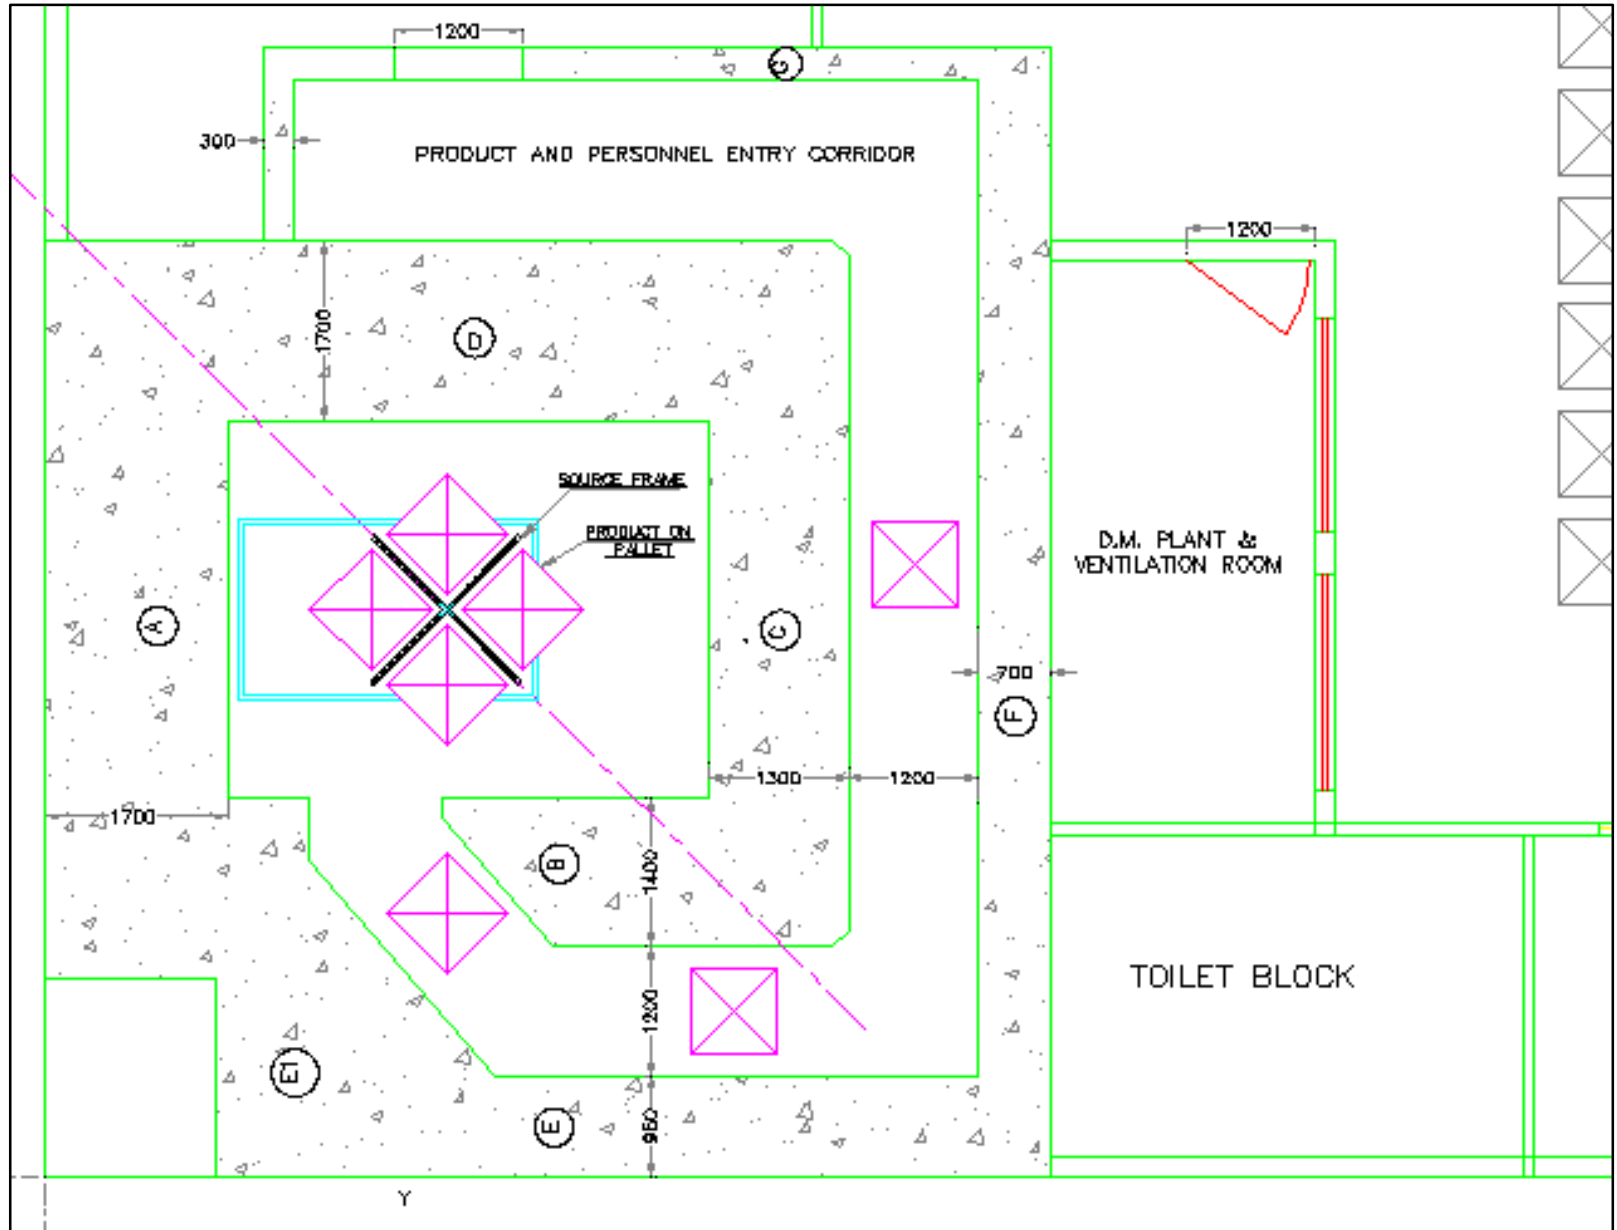 1200
G
300
PRODUCT AND PERSONNEL ENTRY CORRIDOR
1200
1700
D
SOURCE FRAME
PRODUCT ON
PALLET
D.M. PLANT &
VENTILATION ROOM
A
C
700
F
1300
1200
1700
B
1400
TOILET BLOCK
1200
E1
E
950
Y